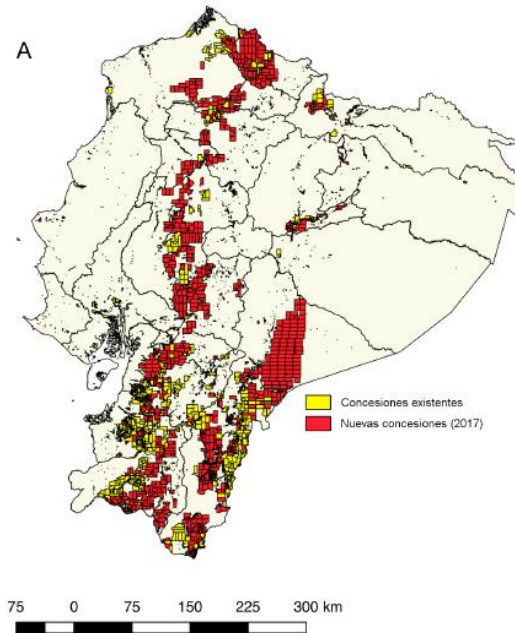 A
Concesiones existentes
Nuevas concesiones (2017)
75 0 75 150 225 300 km